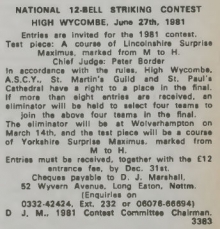 NATIONAL 12-BELL STRIKING CONTEST
HIGH WYCOMBE, June 27th, 1981
Entries are invited for the 1981 contest.
Test piece: A course of Lincolnshire Surprise
Maximus, marked from M to H.
Chief Judge: Peter Border
In accordance with the rules, High Wycombe,
A.S.C.Y., St. Martin's Guild and St. Paul's
Cathedral have a right to a place in the final.
If more than eight entries are received, an
eliminator will be held to select four teams to
join the above four teams in the final.
The eliminator will be at Wolverhampton on
March 14th, and the test piece will be a course
of Yorkshire Surprise Maximus, marked from
M to H.
Entries must be received, together with the £12
entrance fee, by Dec. 31st.
Cheques payable to D. J. Marshall,
52 Wyvern Avenue, Long Eaton, Nottm.
(Enquiries on
0332-42424, Ext. 232 or 06076-66694)
D J, M., 1981 Contest Committee Chairman.
3383